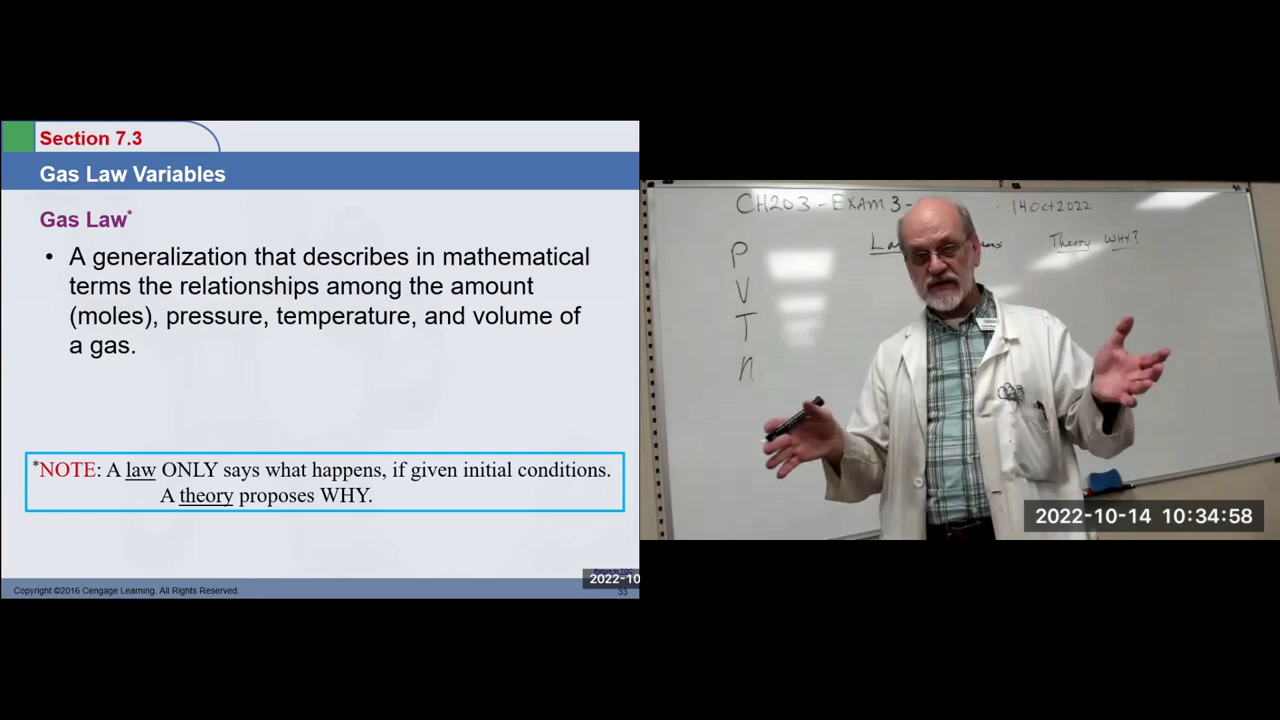 Section 7.3
Gas Law Variables
Gas Law*
• A generalization that describes in mathematical
terms the relationships among the amount
(moles), pressure, temperature, and volume of
a gas.
*NOTE: A law ONLY says what happens, if given initial conditions.
A theory proposes WHY.
Copyright ©2016 Cengage Learning. All Rights Reserved.
2022-10
33
CH203-EXAM 3- - 14Oct2022
Theory WHY?
P
V
T
n
2022-10-14 10:34:58